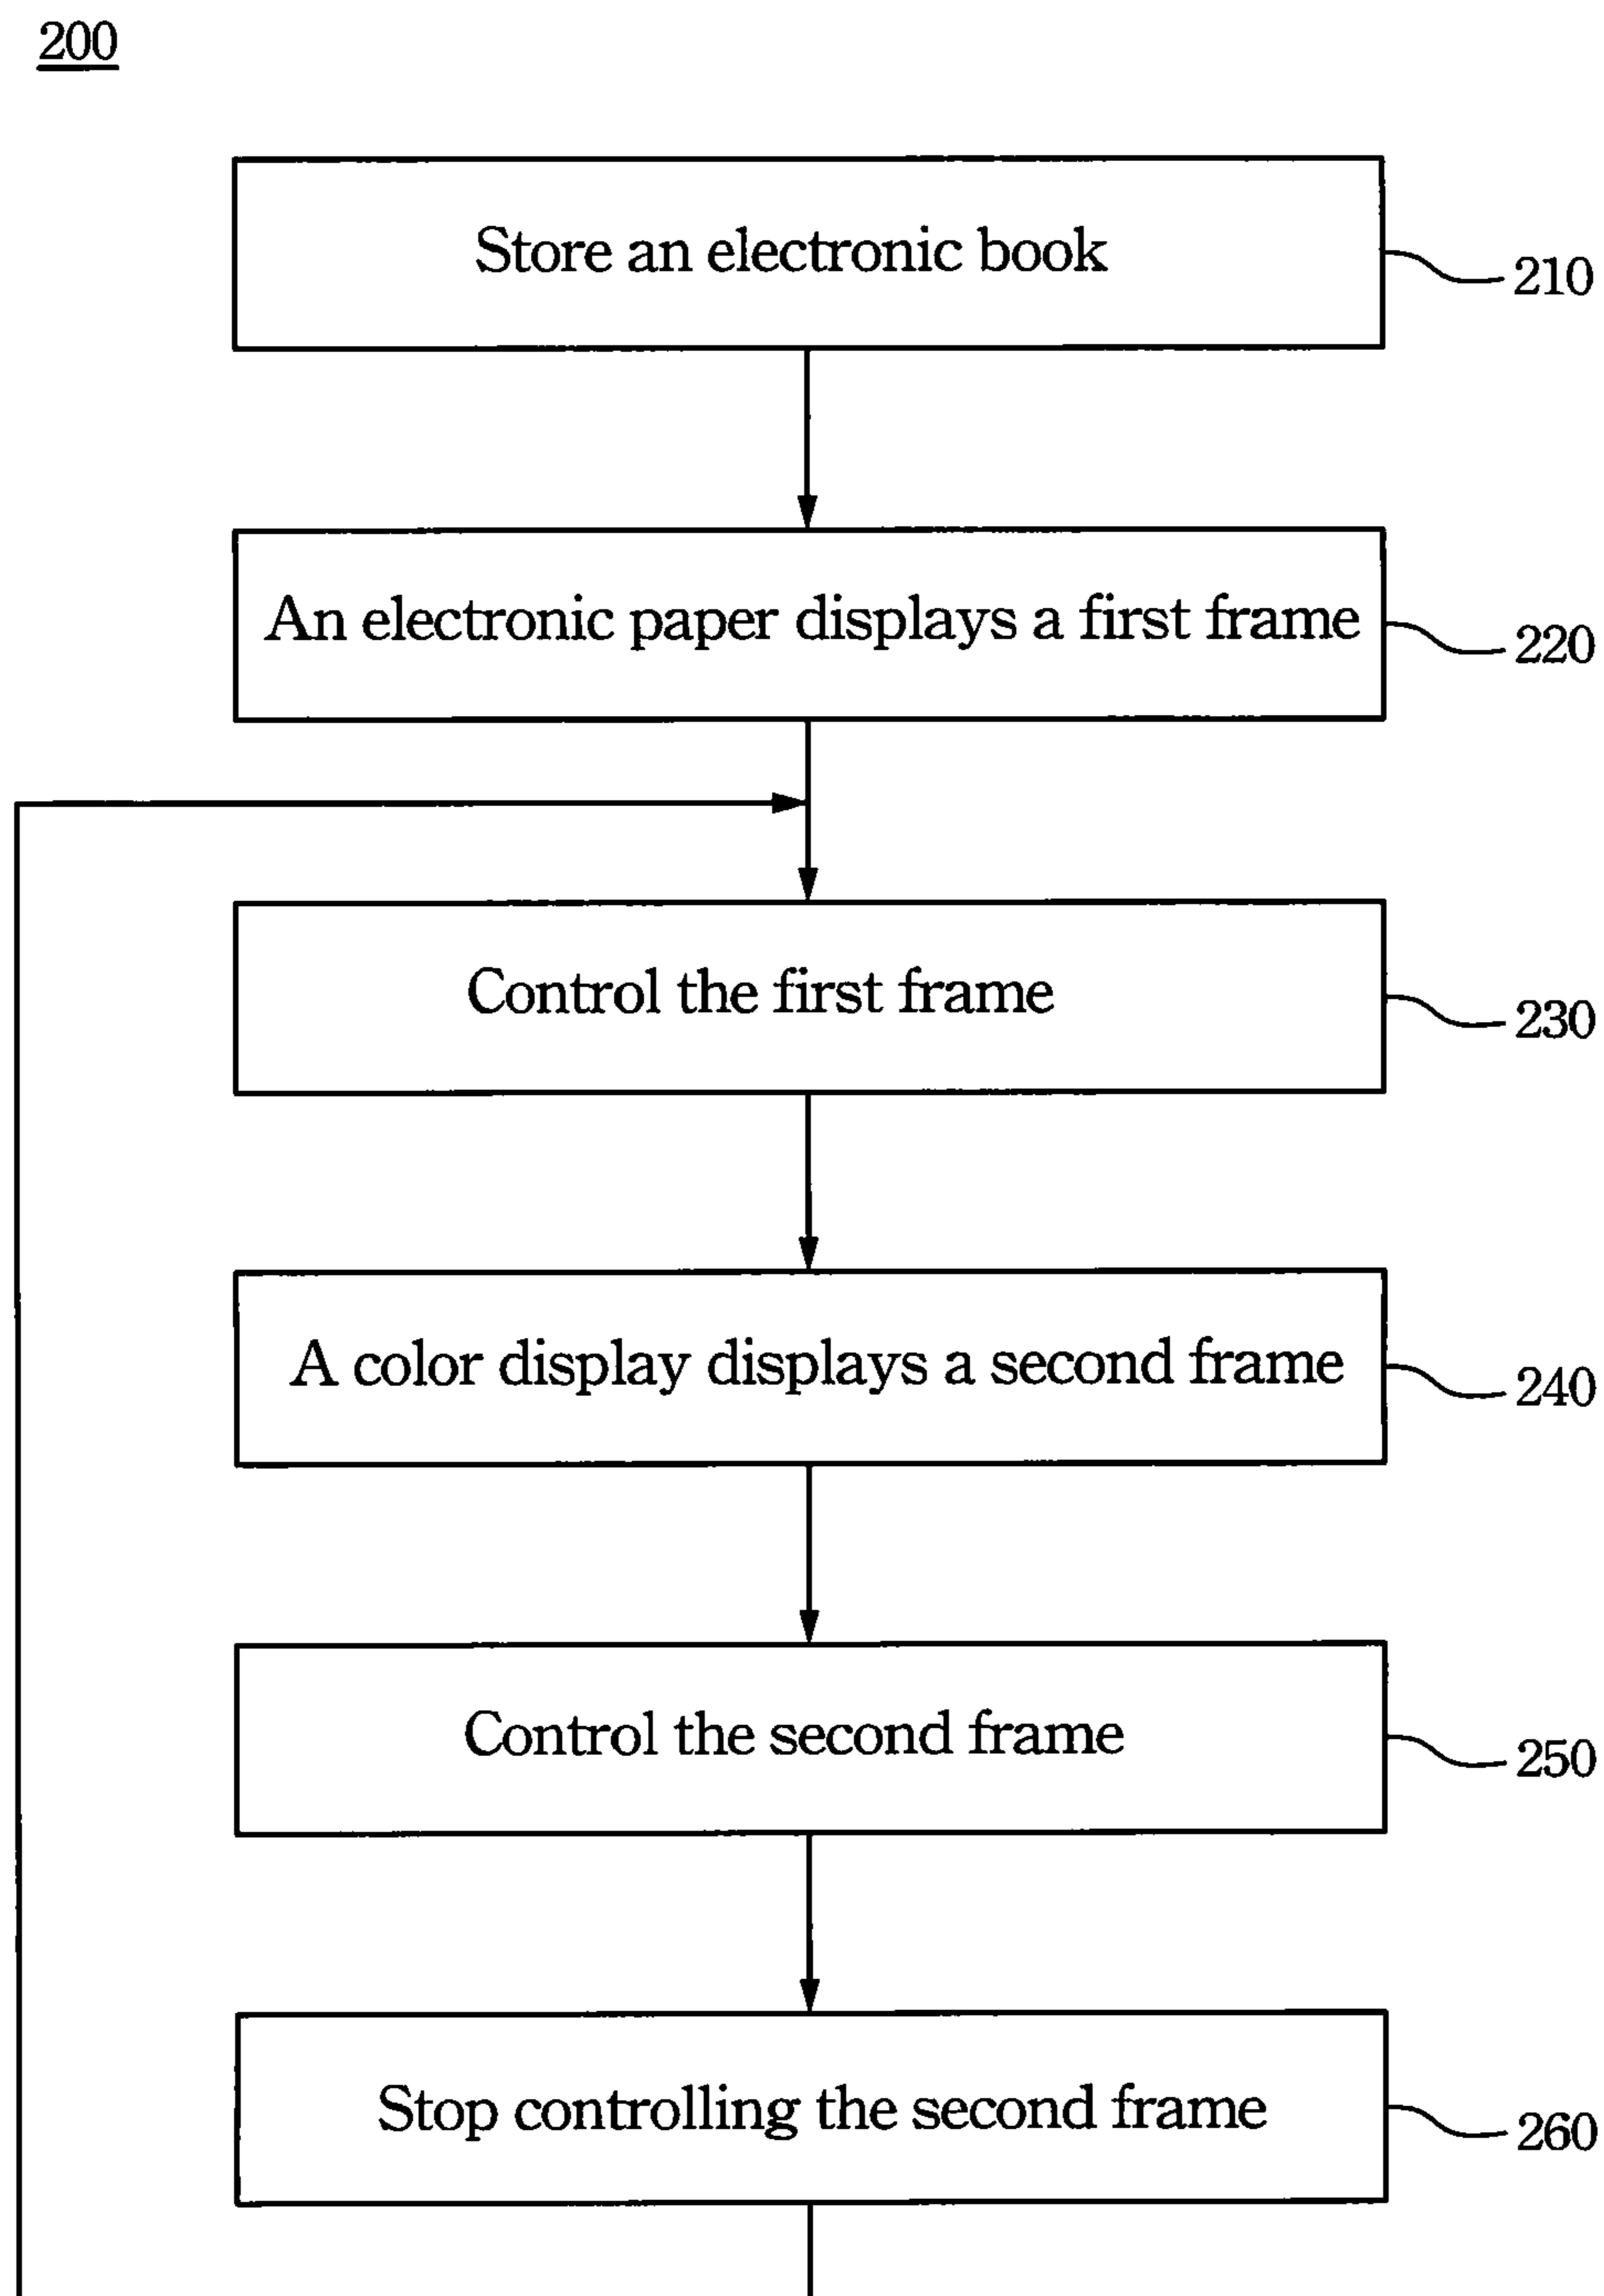 200
Store an electronic book
210
An electronic paper displays a first frame
220
Control the first frame
230
A color display displays a second frame
240
Control the second frame
250
Stop controlling the second frame
260